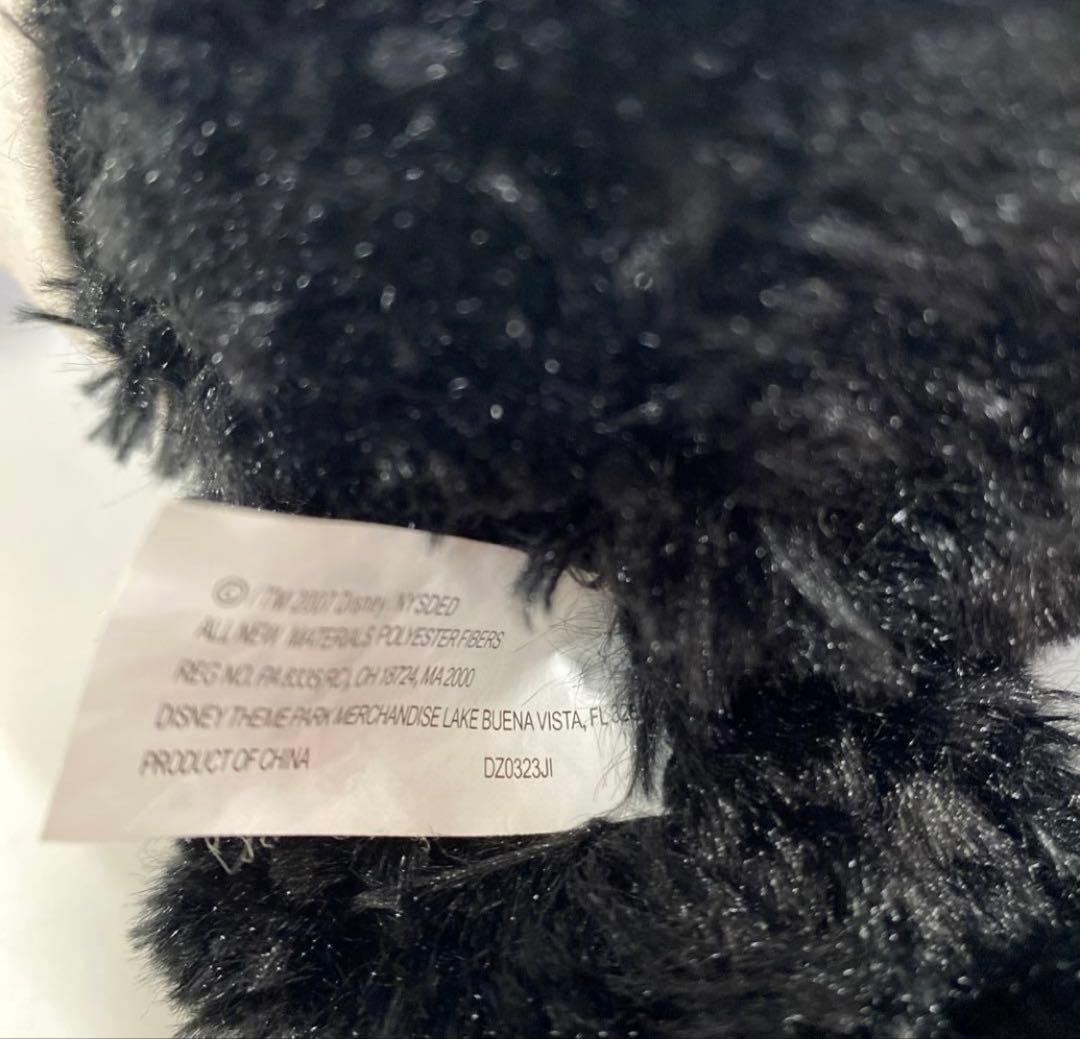 © /TM 2007 Disney NYSDED
ALL NEW MATERIALS POLYESTER FIBERS
REG NO. PA 8335(RC), OH 18724, MA 2000
DISNEY THEME PARK MERCHANDISE LAKE BUENA VISTA, FL
PRODUCT OF CHINA DZ0323JI